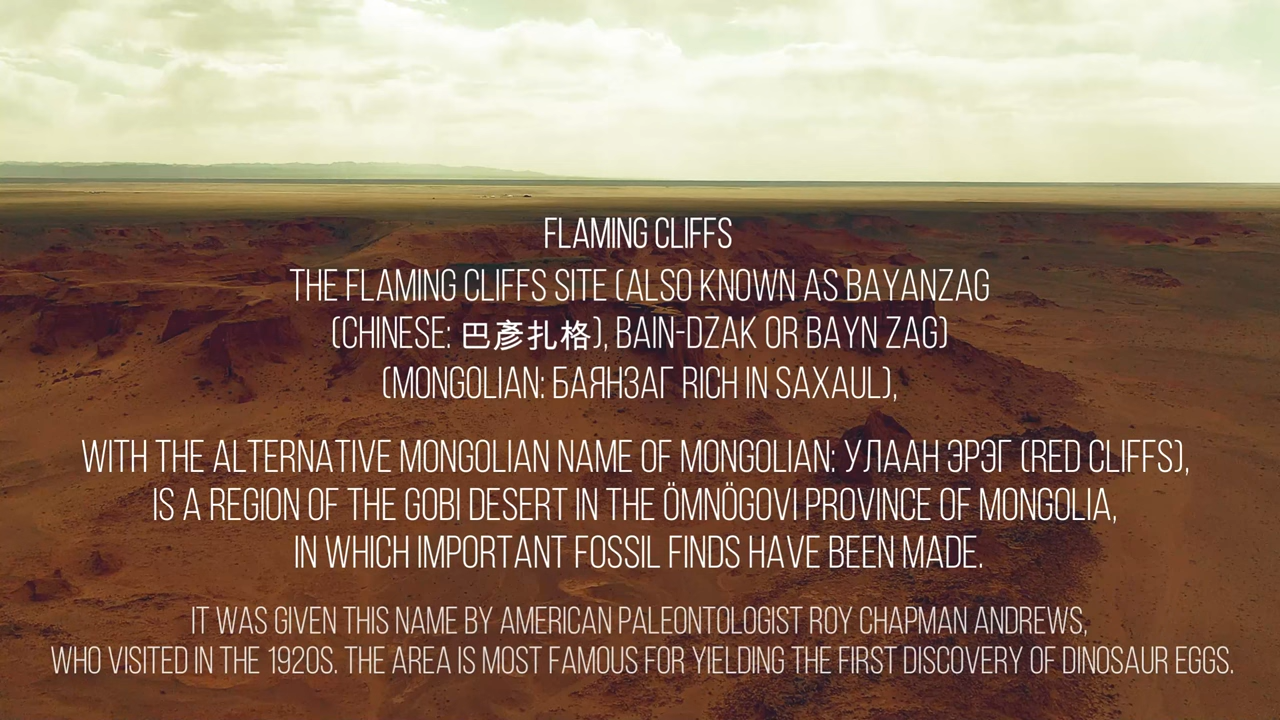 FLAMING CLIFFS
THE FLAMING CLIFFS SITE (ALSO KNOWN AS BAYANZAG
(CHINESE: 巴彥扎格), BAIN-DZAK OR BAYN ZAG)
(MONGOLIAN: БАЯНЗАГ RICH IN SAXAUL),
WITH THE ALTERNATIVE MONGOLIAN NAME OF MONGOLIAN: УЛААН ЭРЭГ (RED CLIFFS),
IS A REGION OF THE GOBI DESERT IN THE ÖMNÖGOVI PROVINCE OF MONGOLIA,
IN WHICH IMPORTANT FOSSIL FINDS HAVE BEEN MADE.
IT WAS GIVEN THIS NAME BY AMERICAN PALEONTOLOGIST ROY CHAPMAN ANDREWS,
WHO VISITED IN THE 1920S. THE AREA IS MOST FAMOUS FOR YIELDING THE FIRST DISCOVERY OF DINOSAUR EGGS.